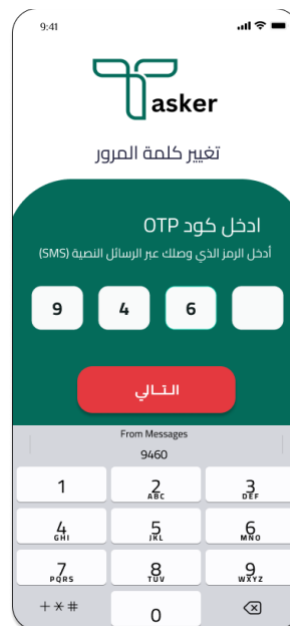 9:41
Tasker
تغيير كلمة المرور
ادخل كود OTP
أدخل الرمز الذي وصلك عبر الرسائل النصية (SMS)
9 4 6
التالي
From Messages
9460
1 2 ABC 3 DEF
4 GHI 5 JKL 6 MNO
7 PQRS 8 TUV 9 WXYZ
+*# 0